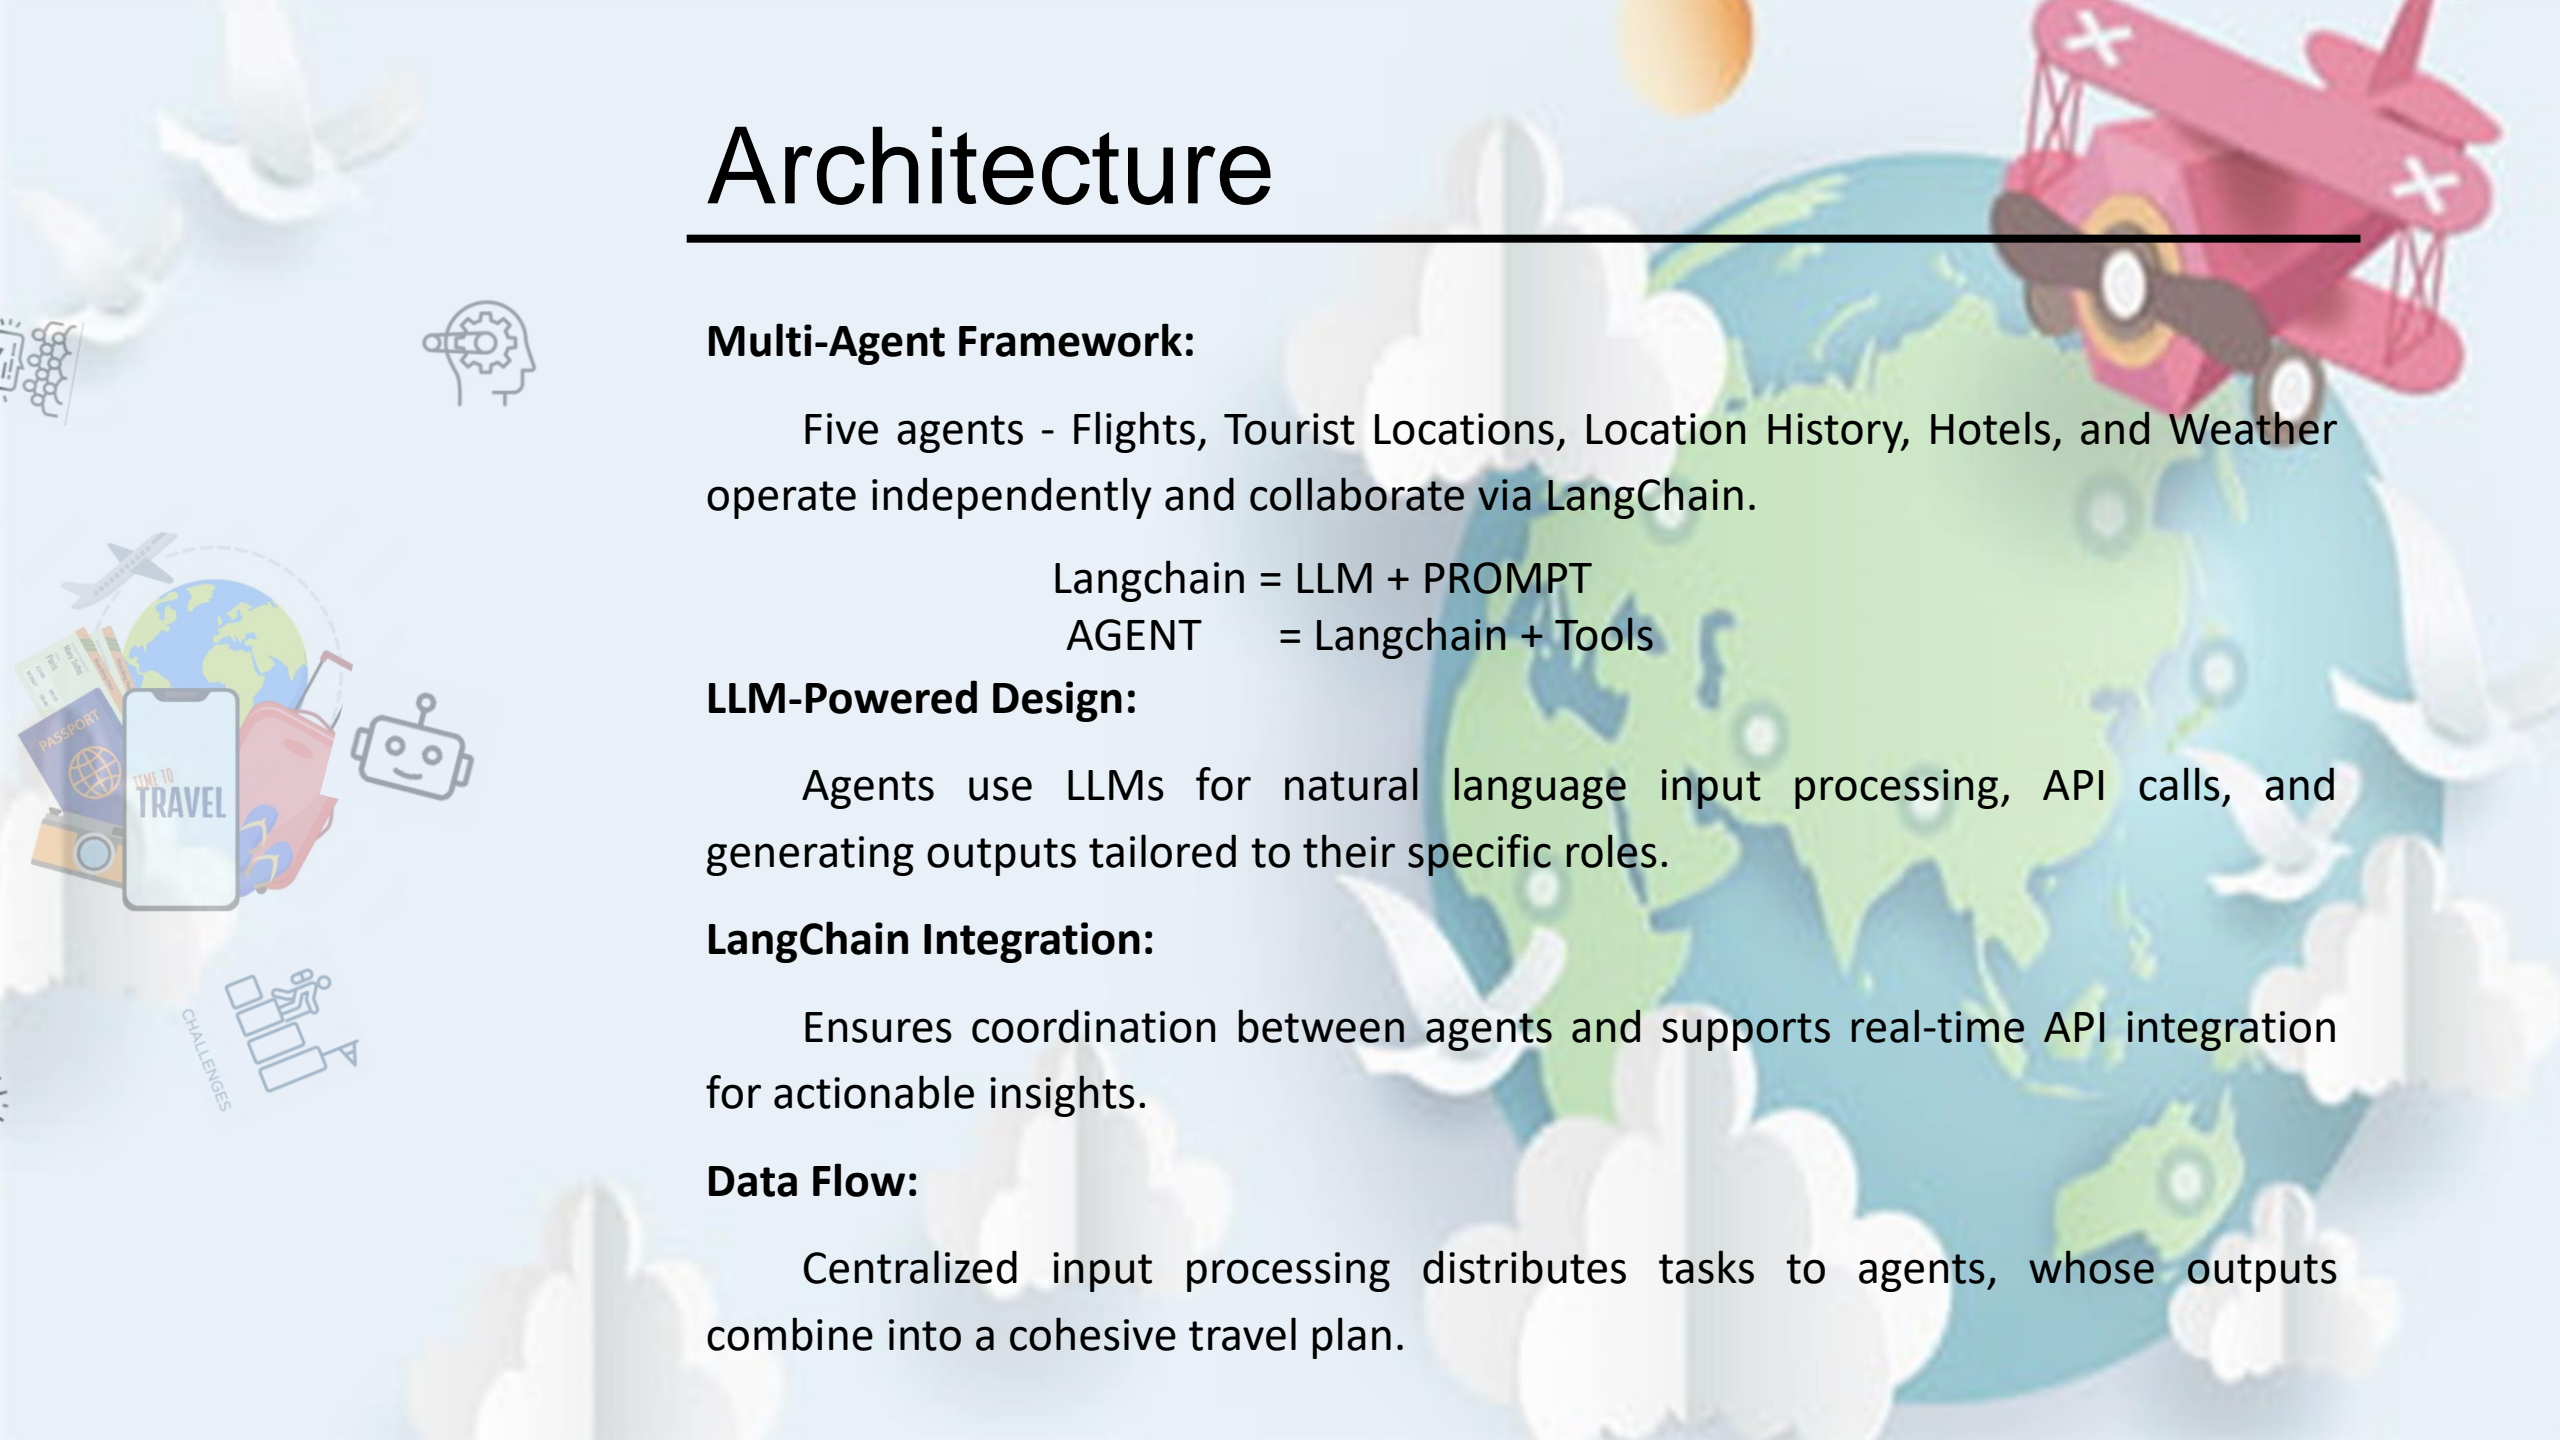 Architecture
Multi-Agent Framework:
Five agents - Flights, Tourist Locations, Location History, Hotels, and Weather
operate independently and collaborate via LangChain.
Langchain = LLM + PROMPT
AGENT = Langchain + Tools
LLM-Powered Design:
Agents use LLMs for natural language input processing, API calls, and
generating outputs tailored to their specific roles.
LangChain Integration:
Ensures coordination between agents and supports real-time API integration
for actionable insights.
Data Flow:
Centralized input processing distributes tasks to agents, whose outputs
combine into a cohesive travel plan.
PASSPORT
TIME TO
TRAVEL
CHALLENGES